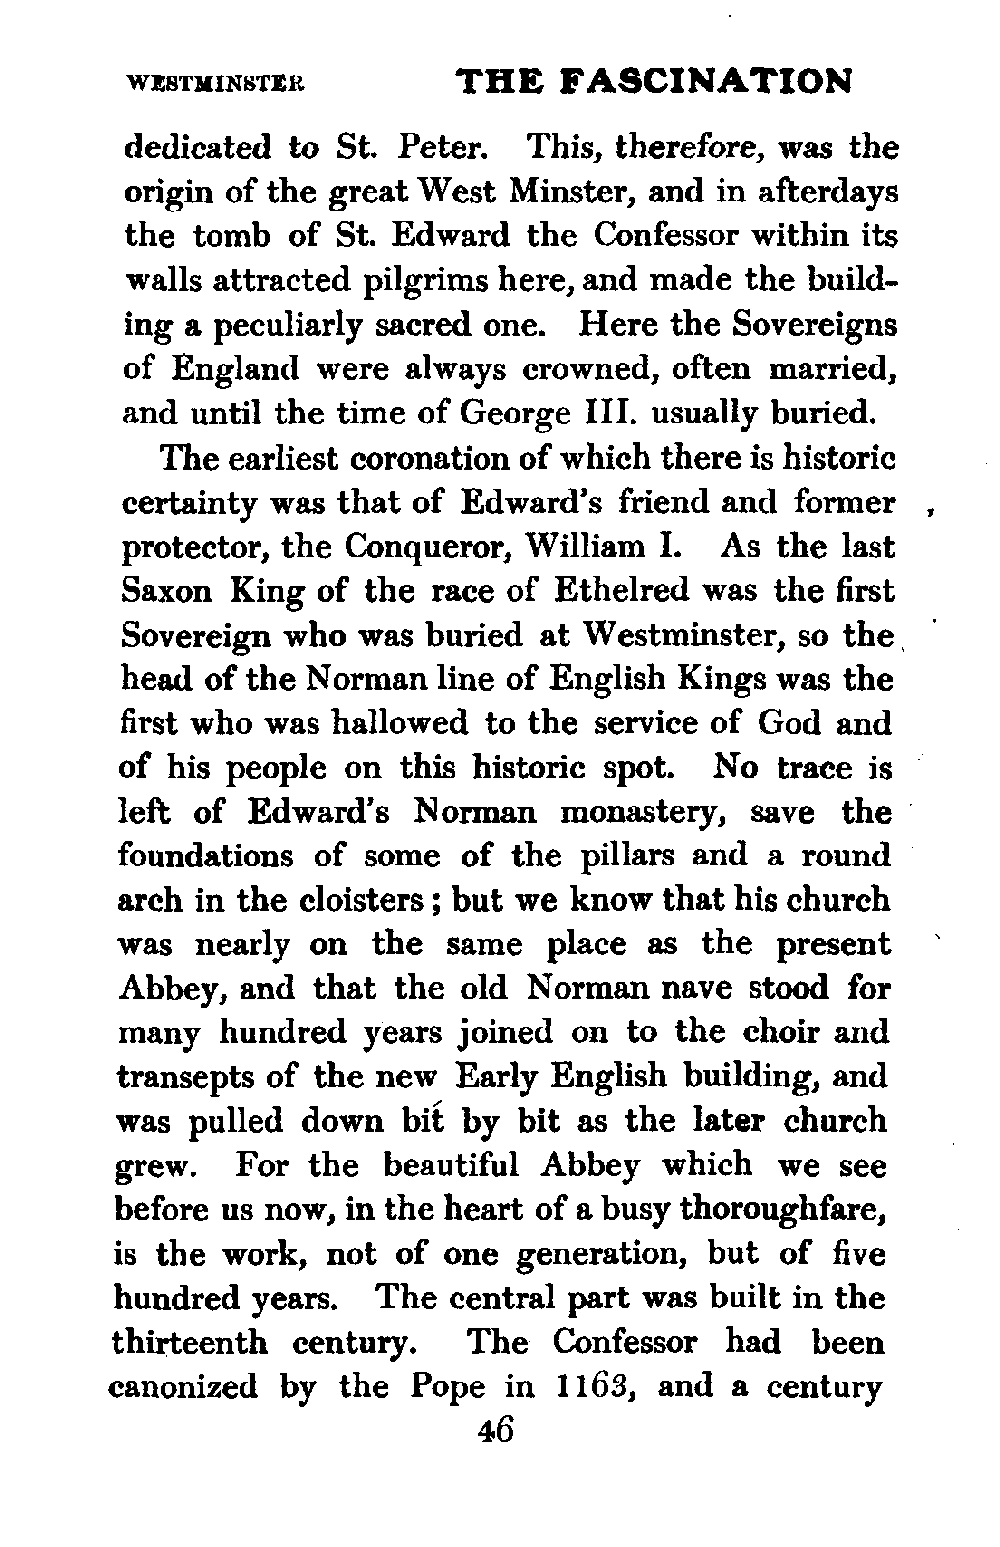 WESTMINSTER THE FASCINATION
dedicated to St. Peter. This, therefore, was the
origin of the great West Minster, and in afterdays
the tomb of St. Edward the Confessor within its
walls attracted pilgrims here, and made the build-
ing a peculiarly sacred one. Here the Sovereigns
of England were always crowned, often married,
and until the time of George III. usually buried.
The earliest coronation of which there is historic
certainty was that of Edward's friend and former
protector, the Conqueror, William I. As the last
Saxon King of the race of Ethelred was the first
Sovereign who was buried at Westminster, so the
head of the Norman line of English Kings was the
first who was hallowed to the service of God and
of his people on this historic spot. No trace is
left of Edward's Norman monastery, save the
foundations of some of the pillars and a round
arch in the cloisters; but we know that his church
was nearly on the same place as the present
Abbey, and that the old Norman nave stood for
many hundred years joined on to the choir and
transepts of the new Early English building, and
was pulled down bit by bit as the later church
grew. For the beautiful Abbey which we see
before us now, in the heart of a busy thoroughfare,
is the work, not of one generation, but of five
hundred years. The central part was built in the
thirteenth century. The Confessor had been
canonized by the Pope in 1163, and a century
46